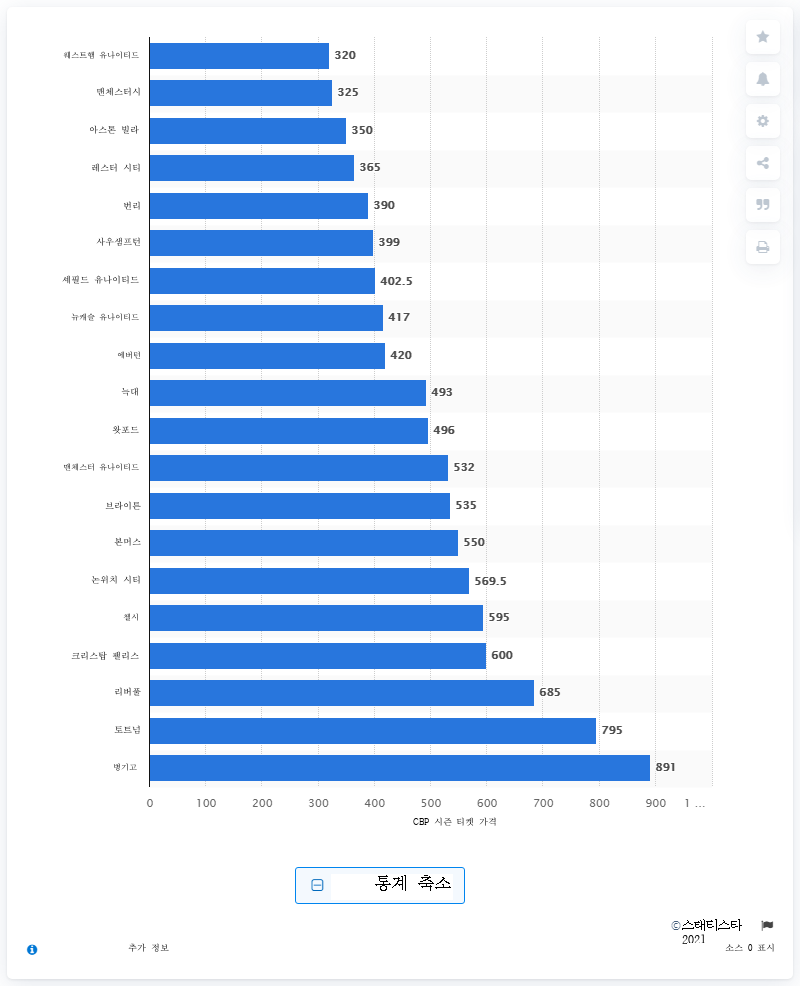 웨스트햄 유나이티드 320
맨체스터시 325
아스톤 빌라 350
레스터 시티 365
번리 390
사우샘프턴 399
셰필드 유나이티드 402.5
뉴캐슬 유나이티드 417
에버턴 420
늑대 493
왓포드 496
맨체스터 유나이티드 532
브라이튼 535
본머스 550
논위치 시티 569.5
첼시 595
크리스탈 팰리스 600
리버풀 685
토트넘 795
병기고 891
0 100 200 300 400 500 600 700 800 900 1 ...
CBP 시즌 티켓 가격
통계 축소
©스태티스타
2021
추가 정보
소스 0 표시